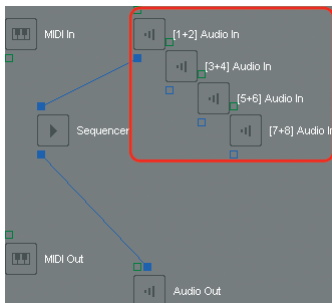 MIDI In
[1+2] Audio In
[3+4] Audio In
[5+6] Audio In
[7+8] Audio I
Sequencer
MIDI Out
Audio Out